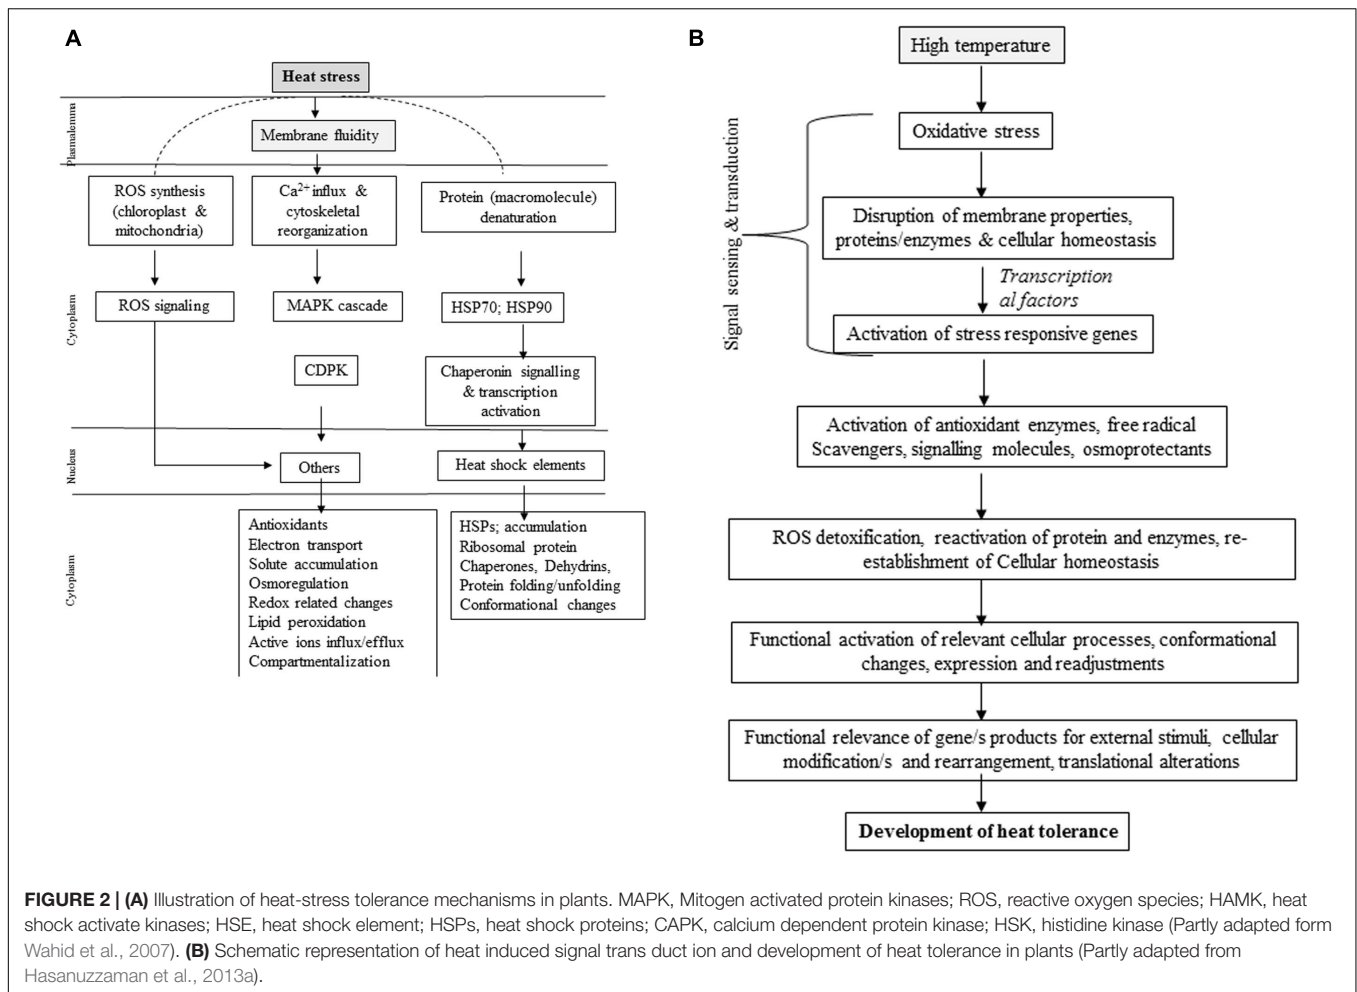 A
Heat stress
Plasmalemma
Membrane fluidity
ROS synthesis
(chloroplast &
mitochondria)
Ca2+ influx &
cytoskeletal
reorganization
Protein (macromolecule)
denaturation
Cytoplasm
ROS signaling
MAPK cascade
HSP70; HSP90
CDPK
Chaperonin signalling
& transcription
activation
Nucleus
Others
Heat shock elements
Cytoplasm
Antioxidants
Electron transport
Solute accumulation
Osmoregulation
Redox related changes
Lipid peroxidation
Active ions influx/efflux
Compartmentalization
HSPs; accumulation
Ribosomal protein
Chaperones, Dehydrins,
Protein folding/unfolding
Conformational changes
B
High temperature
Signal sensing & transduction
Oxidative stress
Disruption of membrane properties,
proteins/enzymes & cellular homeostasis
Transcription
al factors
Activation of stress responsive genes
Activation of antioxidant enzymes, free radical
Scavengers, signalling molecules, osmoprotectants
ROS detoxification, reactivation of protein and enzymes, re-
establishment of Cellular homeostasis
Functional activation of relevant cellular processes, conformational
changes, expression and readjustments
Functional relevance of gene/s products for external stimuli, cellular
modification/s and rearrangement, translational alterations
Development of heat tolerance
FIGURE 2 | (A) Illustration of heat-stress tolerance mechanisms in plants. MAPK, Mitogen activated protein kinases; ROS, reactive oxygen species; HAMK, heat
shock activate kinases; HSE, heat shock element; HSPs, heat shock proteins; CAPK, calcium dependent protein kinase; HSK, histidine kinase (Partly adapted form
Wahid et al., 2007). (B) Schematic representation of heat induced signal trans duct ion and development of heat tolerance in plants (Partly adapted from
Hasanuzzaman et al., 2013a).